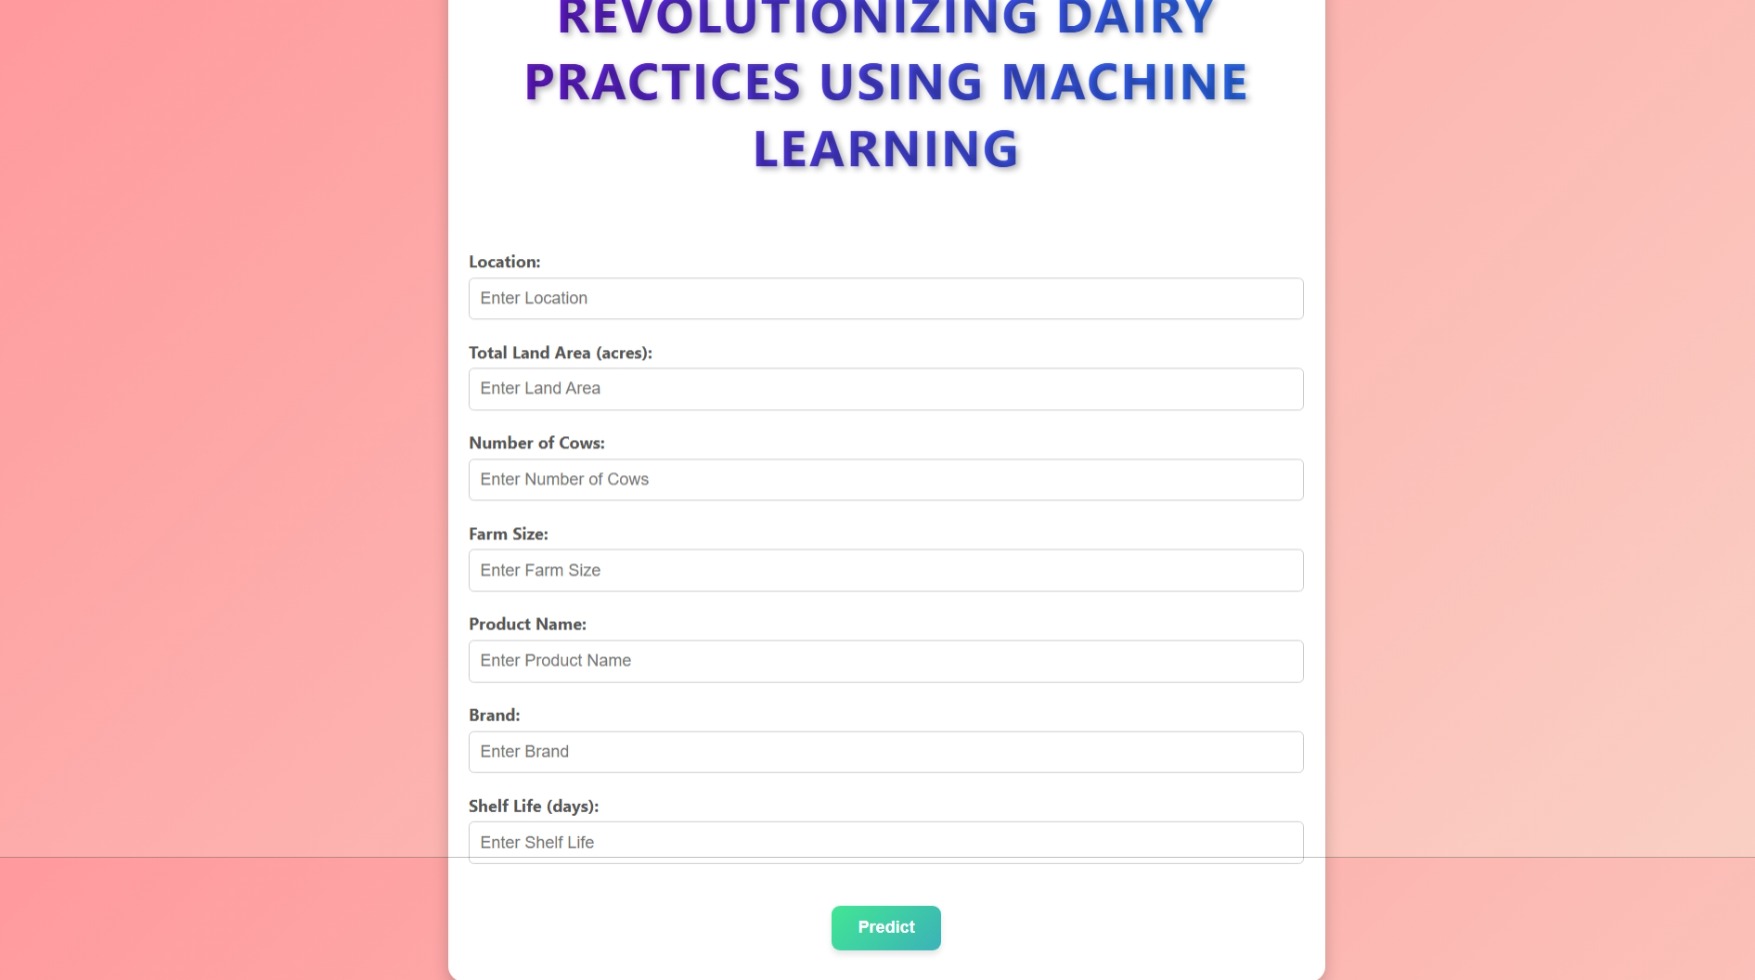 REVOLUTIONIZING DAIRY
PRACTICES USING MACHINE
LEARNING
Location:
Enter Location
Total Land Area (acres):
Enter Land Area
Number of Cows:
Enter Number of Cows
Farm Size:
Enter Farm Size
Product Name:
Enter Product Name
Brand:
Enter Brand
Shelf Life (days):
Enter Shelf Life
Predict